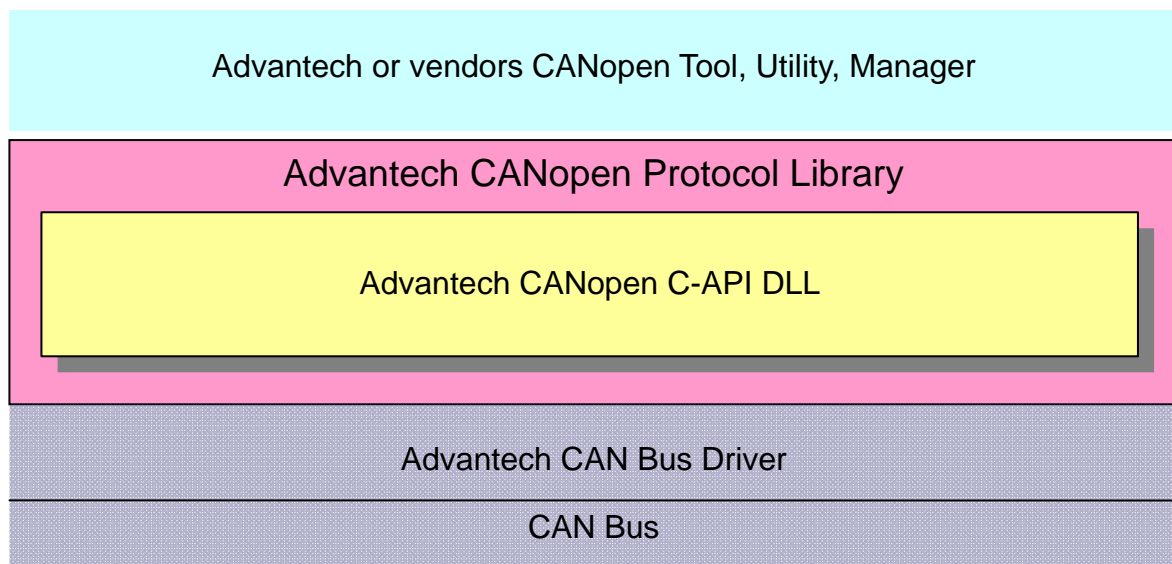 Advantech or vendors CANopen Tool, Utility, Manager
Advantech CANopen Protocol Library
Advantech CANopen C-API DLL
Advantech CAN Bus Driver
CAN Bus